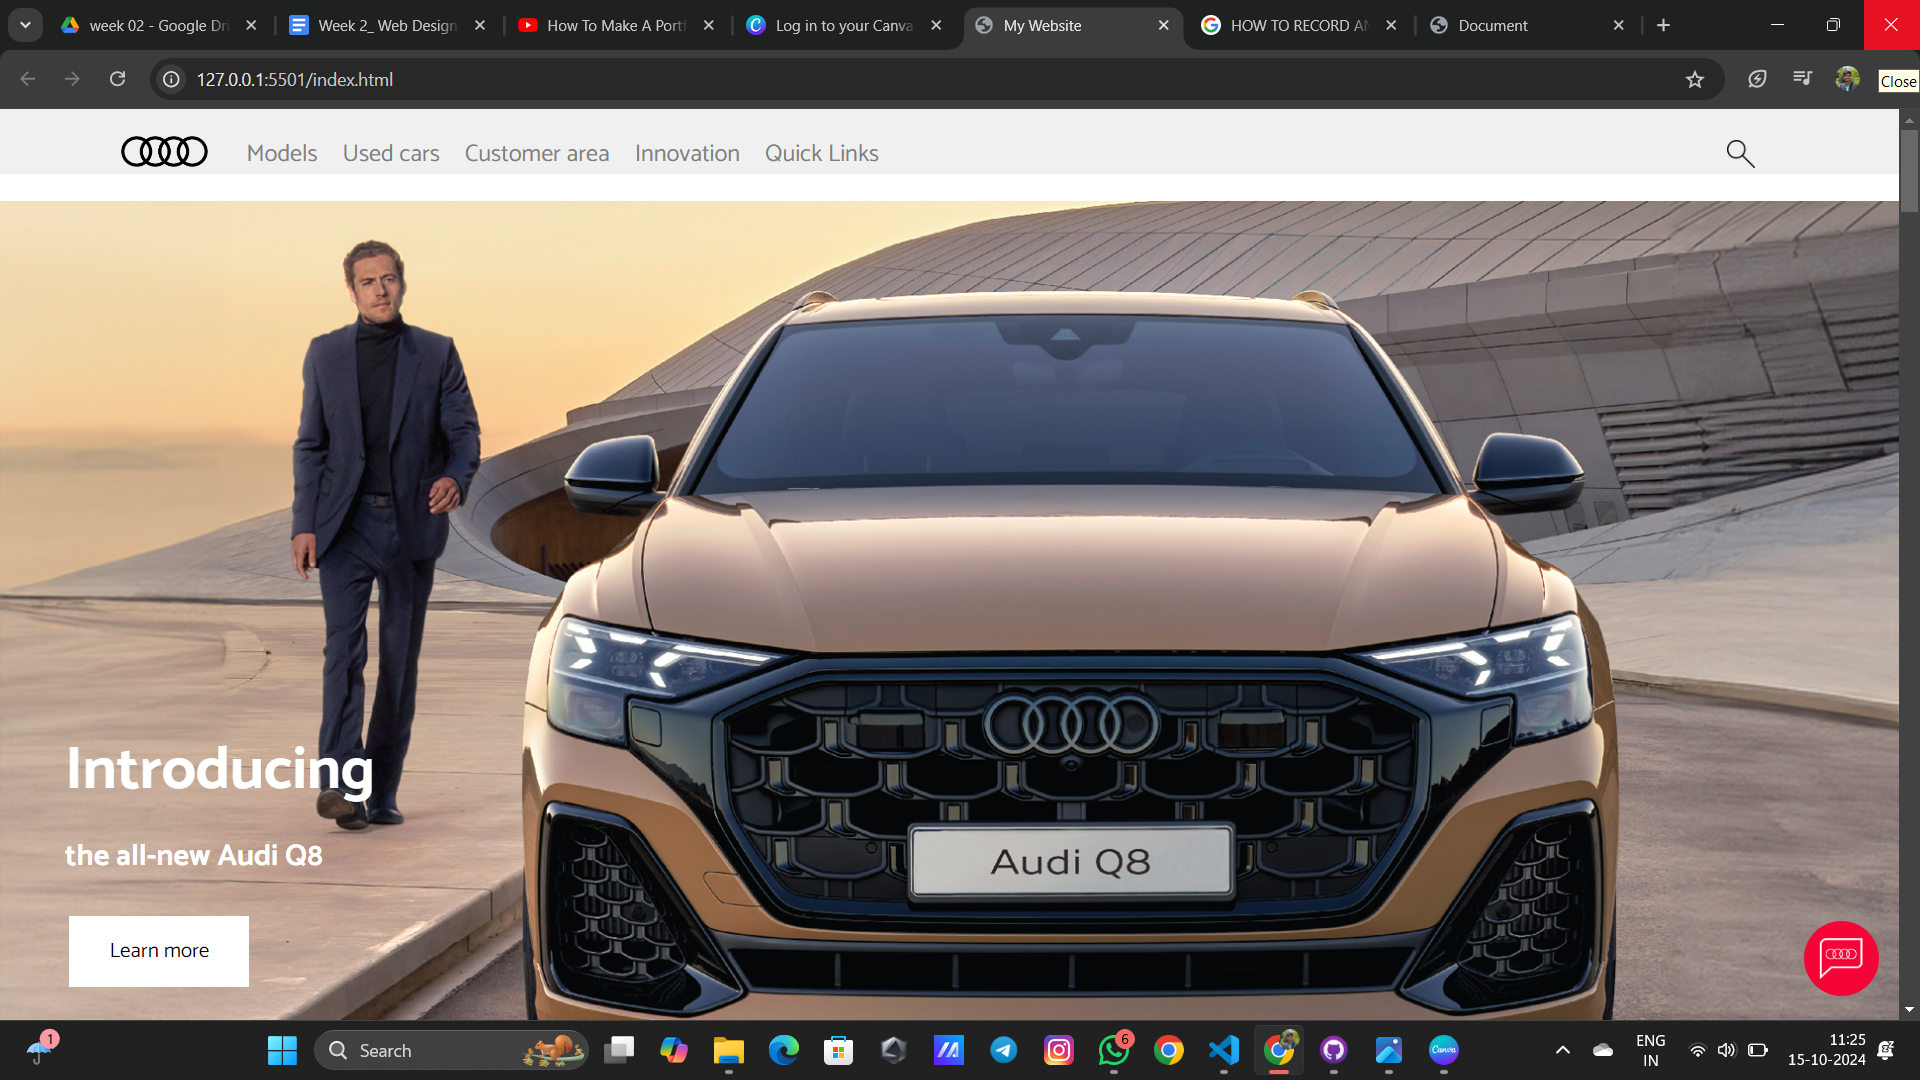 week 02 - Google Dri
Week 2_ Web Design
How To Make A Portf
Log in to your Canva
My Website
HOW TO RECORD AN
Document
127.0.0.1:5501/index.html
Close
Models Used cars Customer area Innovation Quick Links
Introducing
the all-new Audi Q8
Audi Q8
Learn more
1
Search
Canva
6
ENG
IN
11:25
15-10-2024